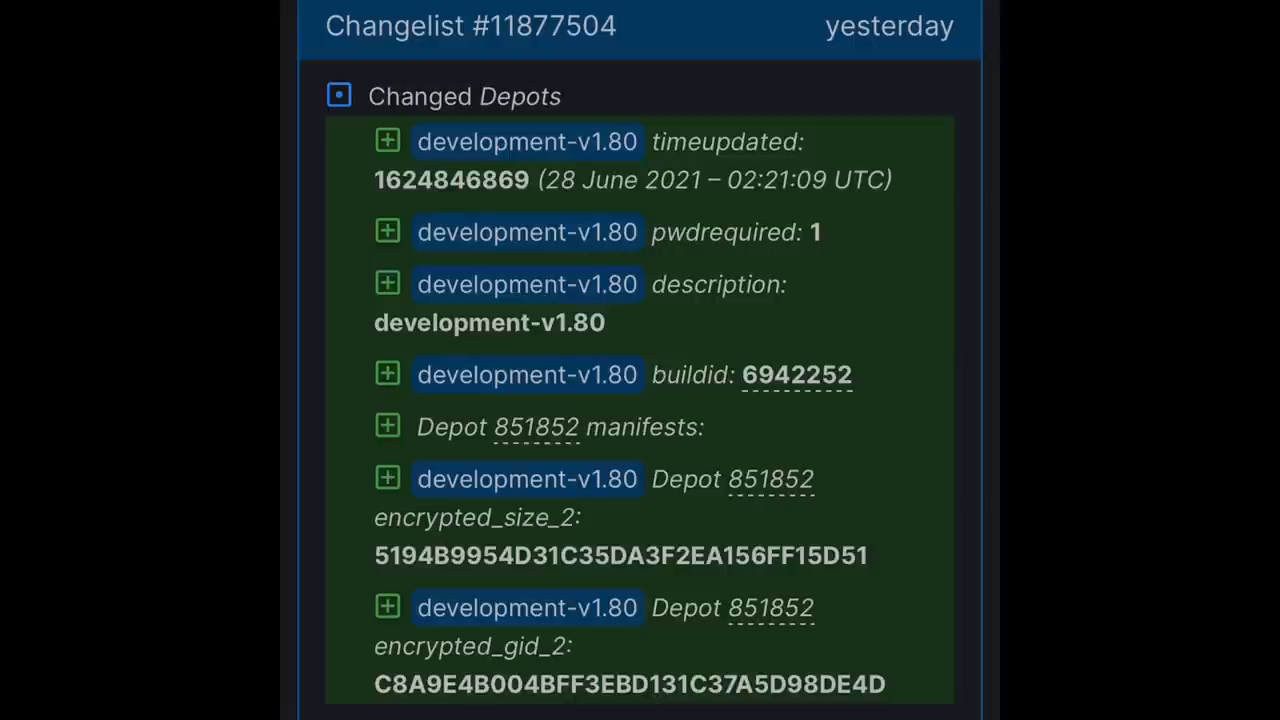 Changelist #11877504 yesterday
Changed Depots
development-v1.80 timeupdated:
1624846869 (28 June 2021 – 02:21:09 UTC)
development-v1.80 pwdrequired: 1
development-v1.80 description:
development-v1.80
development-v1.80 buildid: 6942252
Depot 851852 manifests:
development-v1.80 Depot 851852
encrypted_size_2:
5194B9954D31C35DA3F2EA156FF15D51
development-v1.80 Depot 851852
encrypted_gid_2:
C8A9E4B004BFF3EBD131C37A5D98DE4D